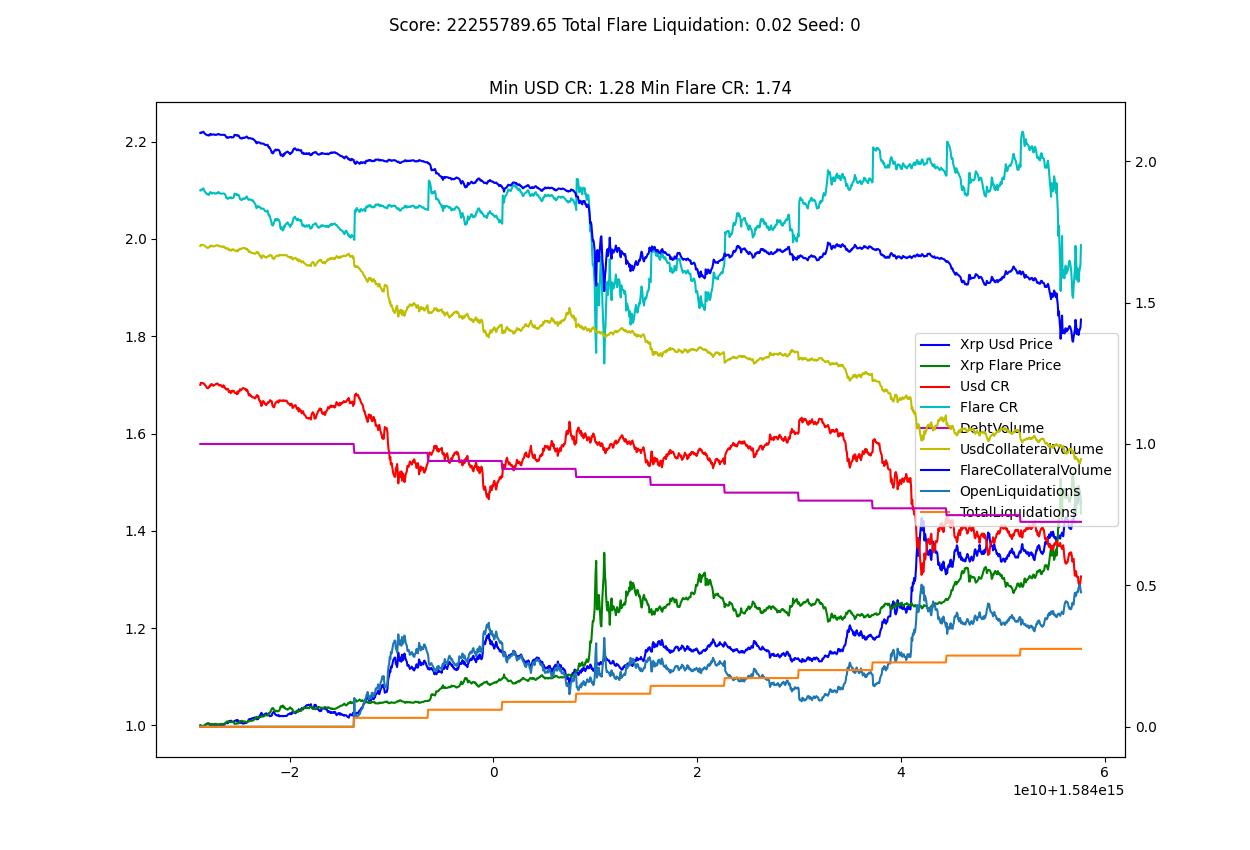 Score: 22255789.65 Total Flare Liquidation: 0.02 Seed: 0
Min USD CR: 1.28 Min Flare CR: 1.74
2.2
2.0
1.8
1.6
1.4
1.2
1.0
2.0
1.5
1.0
0.5
0.0
Xrp Usd Price
Xrp Flare Price
Usd CR
Flare CR
DebtVolume
UsdCollateralVolume
FlareCollateralVolume
OpenLiquidations
TotalLiquidations
−2
0
2
4
6
1e10+1.584e15